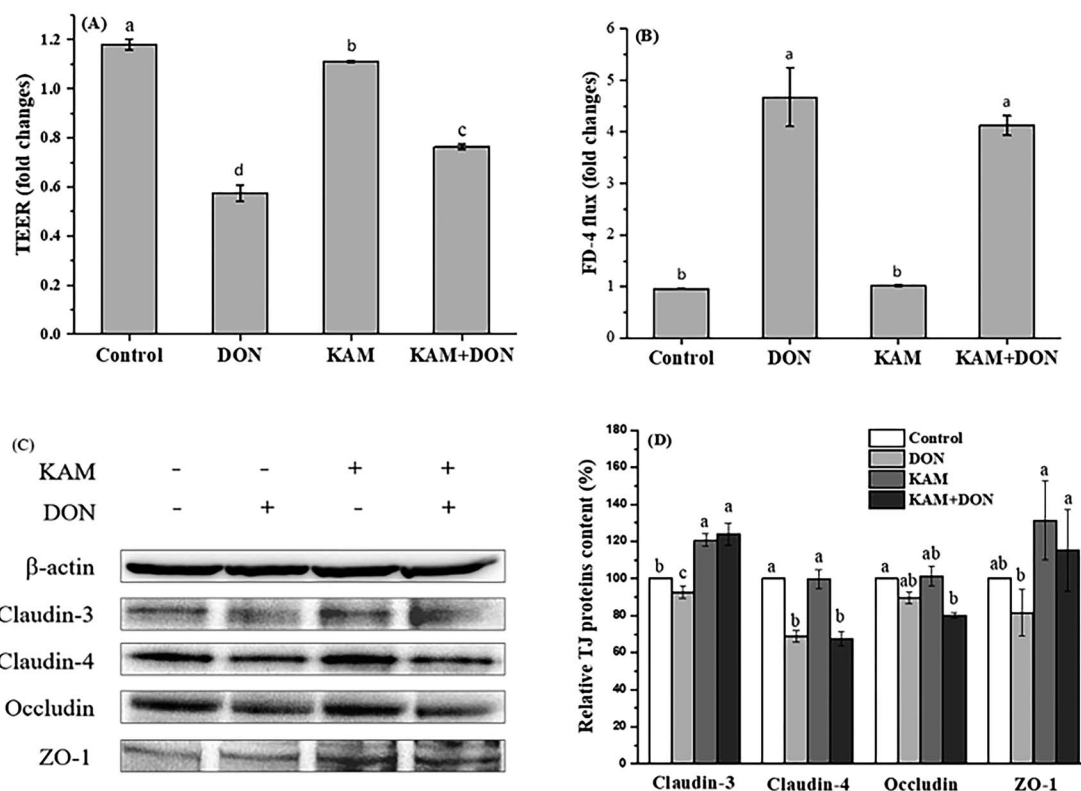 (A)
TEER (fold changes)
1.2
1.0
0.8
0.6
0.4
0.2
0.0
a
d
b
c
Control DON KAM KAM+DON
(B)
FD-4 flux (fold changes)
6
5
4
3
2
1
0
b
a
b
a
Control DON KAM KAM+DON
(C)
KAM - - + +
DON - + - +
β-actin
Claudin-3
Claudin-4
Occludin
ZO-1
(D)
Relative TJ proteins content (%)
180
160
140
120
100
80
60
40
20
0
Control
DON
KAM
KAM+DON
b c a a
a b a b
a ab ab b
ab b a a
Claudin-3 Claudin-4 Occludin ZO-1